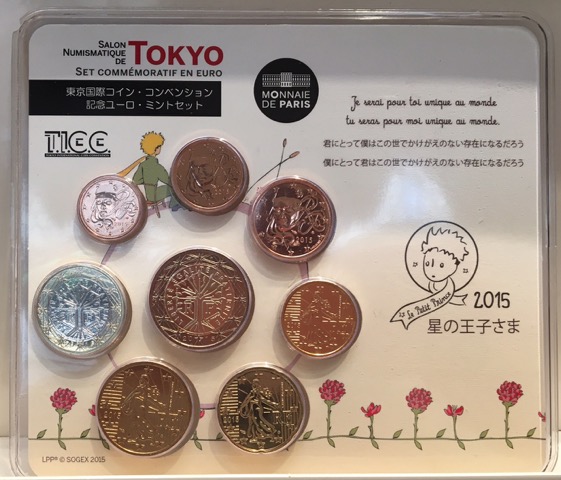 SALON
NUMISMATIQUE
DE TOKYO
SET COMMÉMORATIF EN EURO
東京国際コイン・コンベンション
記念ユーロ・ミントセット
MONNAIE
DE PARIS
Je serai pour toi unique au monde
tu seras pour moi unique au monde.
君にとって僕はこの世でかけがえのない存在になるだろう
僕にとって君はこの世でかけがえのない存在になるだろう
TICC
TOKYO INTERNATIONAL COIN CONVENTION
2015
Le Petit Prince
2015
星の王子さま
LPP® © SOGEX 2015